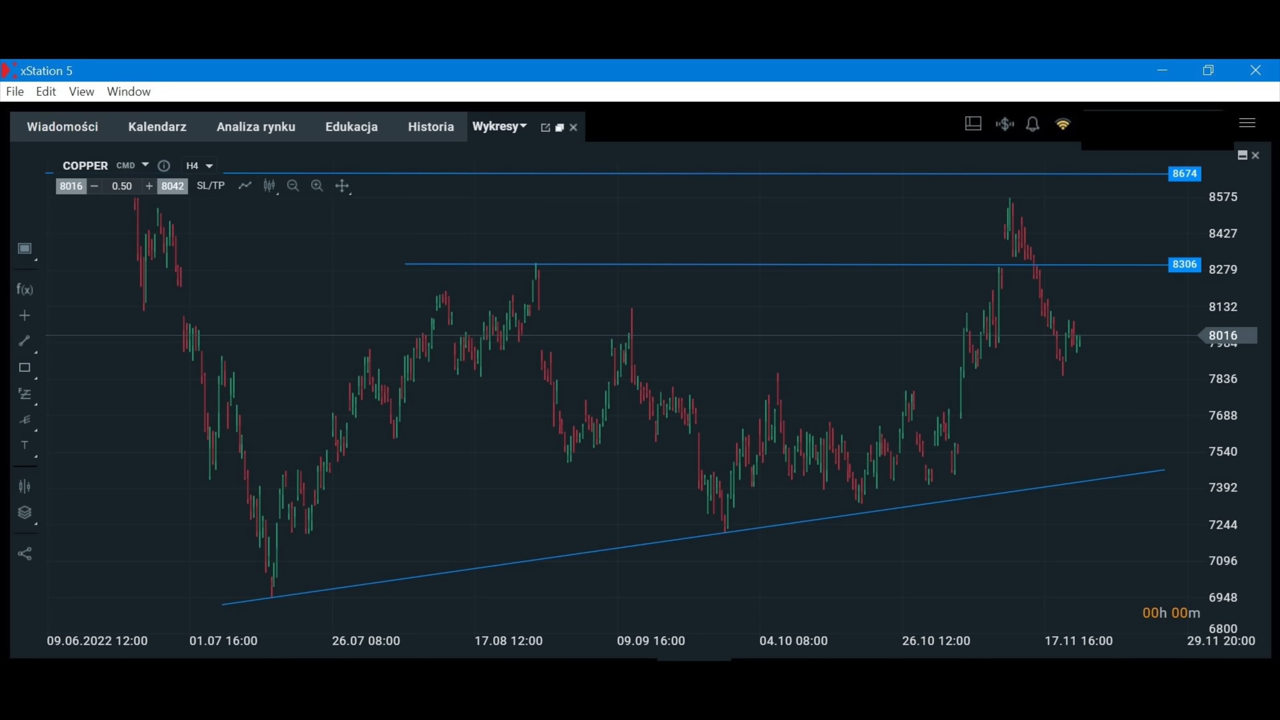 xStation 5
File Edit View Window
Wiadomości Kalendarz Analiza rynku Edukacja Historia Wykresy
COPPER CMD H4
8016 − 0.50 + 8042 SL/TP
8674
8575
8427
8306
8279
8132
8016
7836
7688
7540
7392
7244
7096
6948
00h 00m
6800
09.06.2022 12:00 01.07 16:00 26.07 08:00 17.08 12:00 09.09 16:00 04.10 08:00 26.10 12:00 17.11 16:00 29.11 20:00
f(x)
T